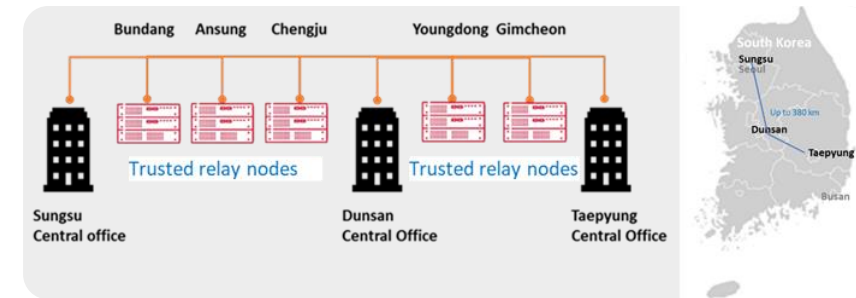 Bundang Ansung Chengju Youngdong Gimcheon
Trusted relay nodes Trusted relay nodes
Sungsu
Central office
Dunsan
Central Office
Taepyung
Central Office
South Korea
Sungsu
Seoul
Up to 380 km
Dunsan
Taepyung
Busan